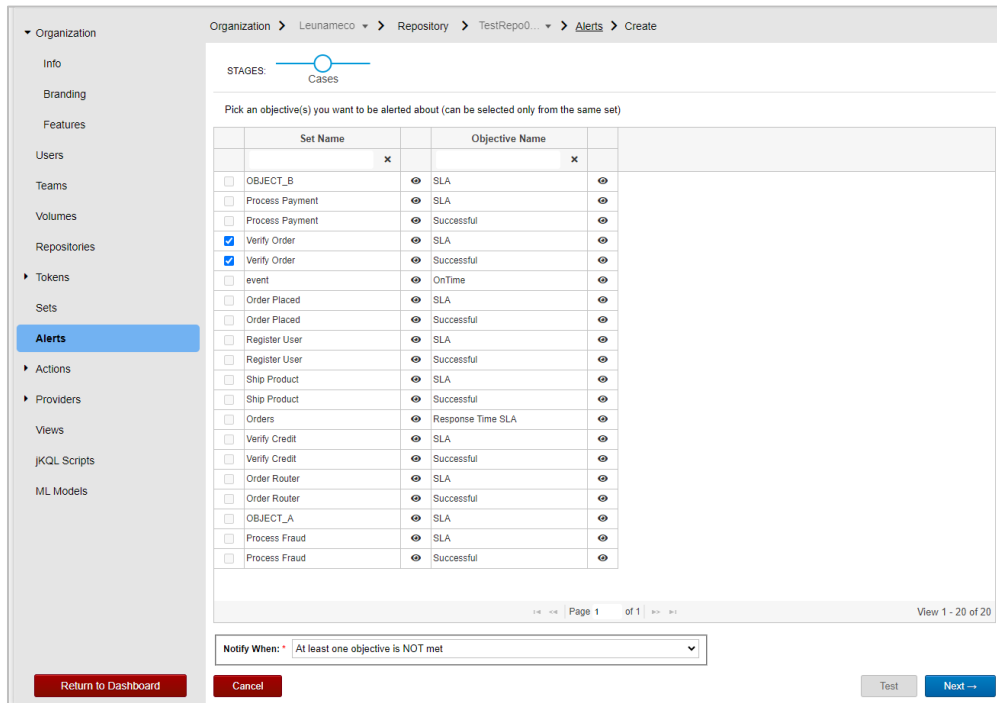 Organization
Info
Branding
Features
Users
Teams
Volumes
Repositories
Tokens
Sets
Alerts
Actions
Providers
Views
jKQL Scripts
ML Models
Return to Dashboard
Organization Leunameco Repository TestRepo0... Alerts Create
STAGES:
Cases
Pick an objective(s) you want to be alerted about (can be selected only from the same set)
Set Name Objective Name
x x
OBJECT_B SLA
Process Payment SLA
Process Payment Successful
Verify Order SLA
Verify Order Successful
event OnTime
Order Placed SLA
Order Placed Successful
Register User SLA
Register User Successful
Ship Product SLA
Ship Product Successful
Orders Response Time SLA
Verify Credit SLA
Verify Credit Successful
Order Router SLA
Order Router Successful
OBJECT_A SLA
Process Fraud SLA
Process Fraud Successful
Page 1 of 1 View 1 - 20 of 20
Notify When: * At least one objective is NOT met
Cancel Test Next →